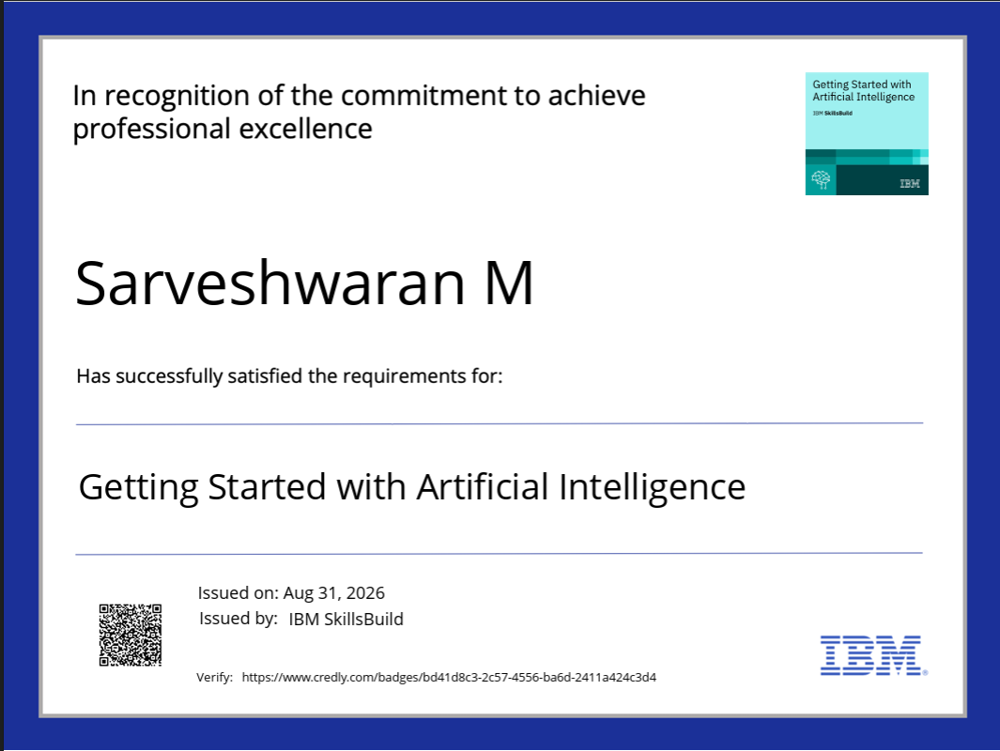 In recognition of the commitment to achieve
professional excellence
Getting Started with
Artificial Intelligence
IBM SkillsBuild
IBM
Sarveshwaran M
Has successfully satisfied the requirements for:
Getting Started with Artificial Intelligence
Issued on: Aug 31, 2026
Issued by: IBM SkillsBuild
Verify: https://www.credly.com/badges/bd41d8c3-2c57-4556-ba6d-2411a424c3d4
IBM®